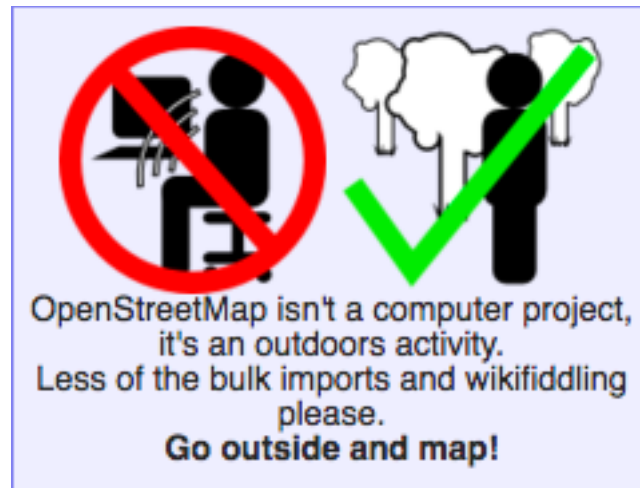 OpenStreetMap isn't a computer project,
it's an outdoors activity.
Less of the bulk imports and wikifiddling
please.
Go outside and map!